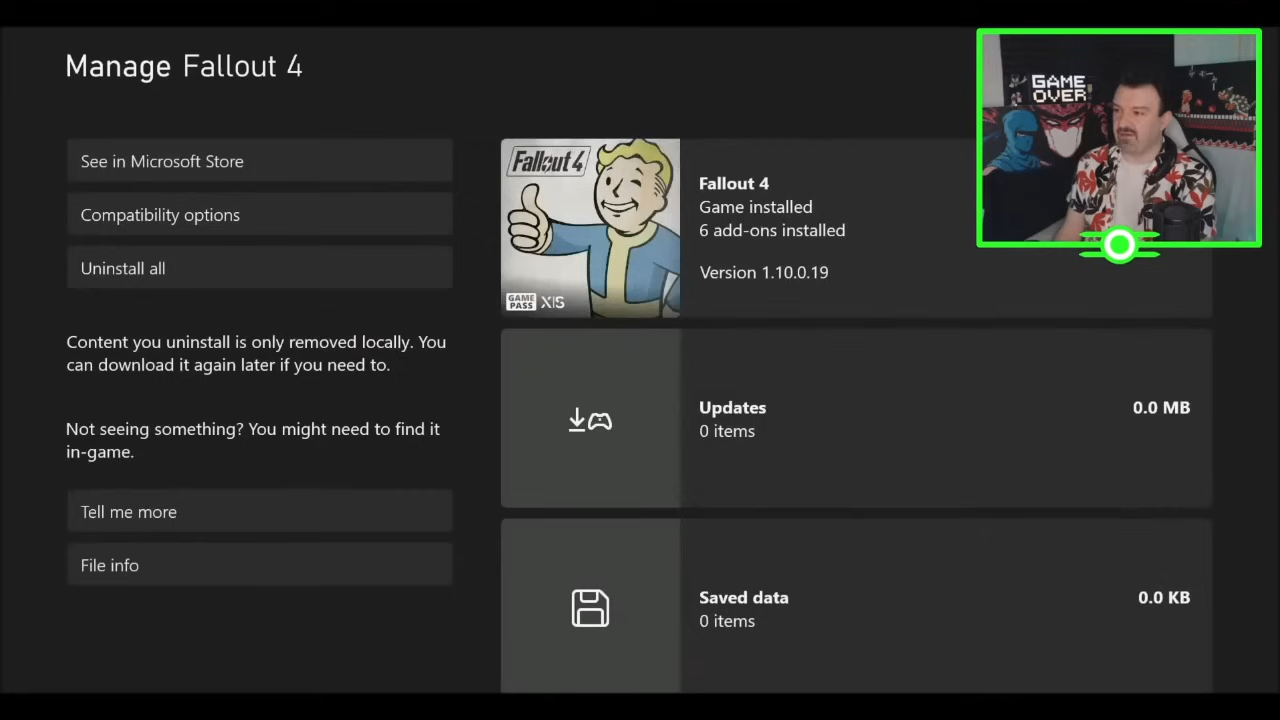 Manage Fallout 4
See in Microsoft Store
Compatibility options
Uninstall all
Content you uninstall is only removed locally. You
can download it again later if you need to.
Not seeing something? You might need to find it
in-game.
Tell me more
File info
Fallout 4
GAME
PASS
X|S
Fallout 4
Game installed
6 add-ons installed
Version 1.10.0.19
Updates
0 items
0.0 MB
Saved data
0 items
0.0 KB
GAME
OVER